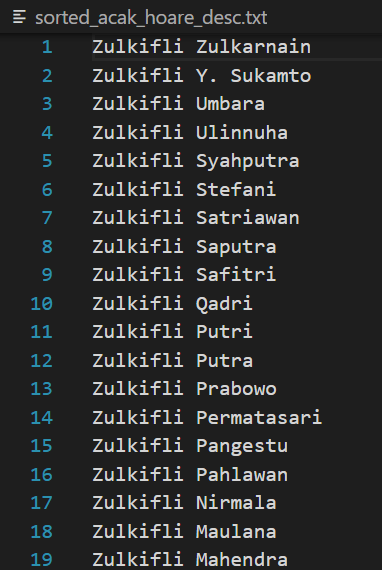 sorted_acak_hoare_desc.txt
1 Zulkifli Zulkarnain
2 Zulkifli Y. Sukamto
3 Zulkifli Umbara
4 Zulkifli Ulinnuha
5 Zulkifli Syahputra
6 Zulkifli Stefani
7 Zulkifli Satriawan
8 Zulkifli Saputra
9 Zulkifli Safitri
10 Zulkifli Qadri
11 Zulkifli Putri
12 Zulkifli Putra
13 Zulkifli Prabowo
14 Zulkifli Permatasari
15 Zulkifli Pangestu
16 Zulkifli Pahlawan
17 Zulkifli Nirmala
18 Zulkifli Maulana
19 Zulkifli Mahendra